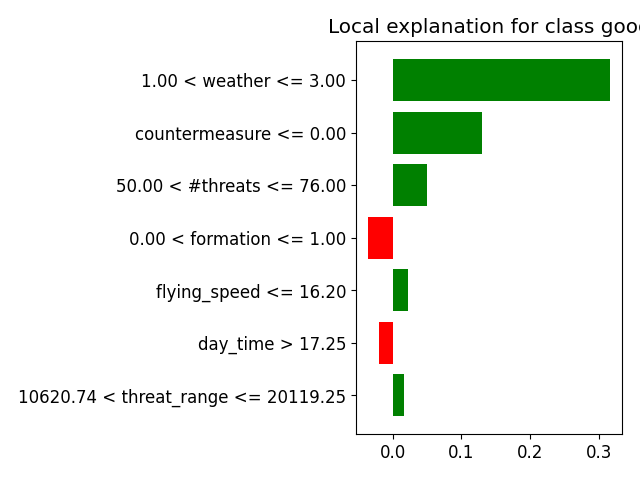 Local explanation for class goo
1.00 < weather <= 3.00
countermeasure <= 0.00
50.00 < #threats <= 76.00
0.00 < formation <= 1.00
flying_speed <= 16.20
day_time > 17.25
10620.74 < threat_range <= 20119.25
0.0 0.1 0.2 0.3